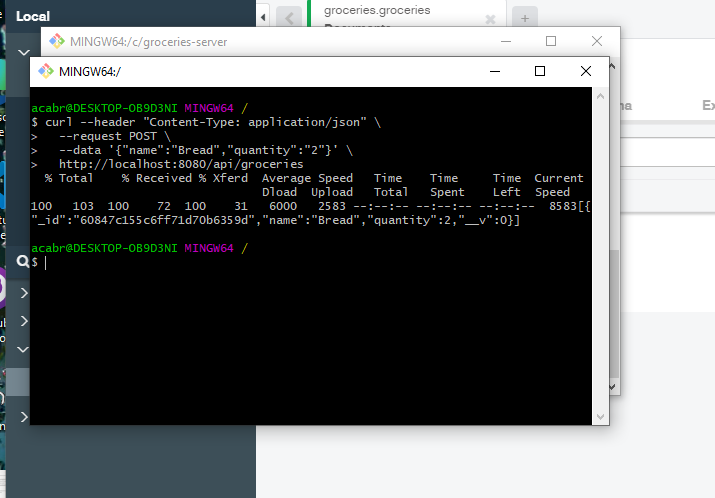 Local
groceries.groceries
MINGW64:/c/groceries-server
MINGW64:/
acabr@DESKTOP-OB9D3NI MINGW64 /
$ curl --header "Content-Type: application/json" \
>   --request POST \
>   --data '{"name":"Bread","quantity":"2"}' \
>   http://localhost:8080/api/groceries
  % Total    % Received % Xferd  Average Speed   Time    Time     Time  Current
                                 Dload  Upload   Total   Spent    Left  Speed
100   103  100    72  100    31   6000   2583 --:--:-- --:--:-- --:--:--  8583[{
"_id":"60847c155c6ff71d70b6359d","name":"Bread","quantity":2,"__v":0}]
acabr@DESKTOP-OB9D3NI MINGW64 /
$